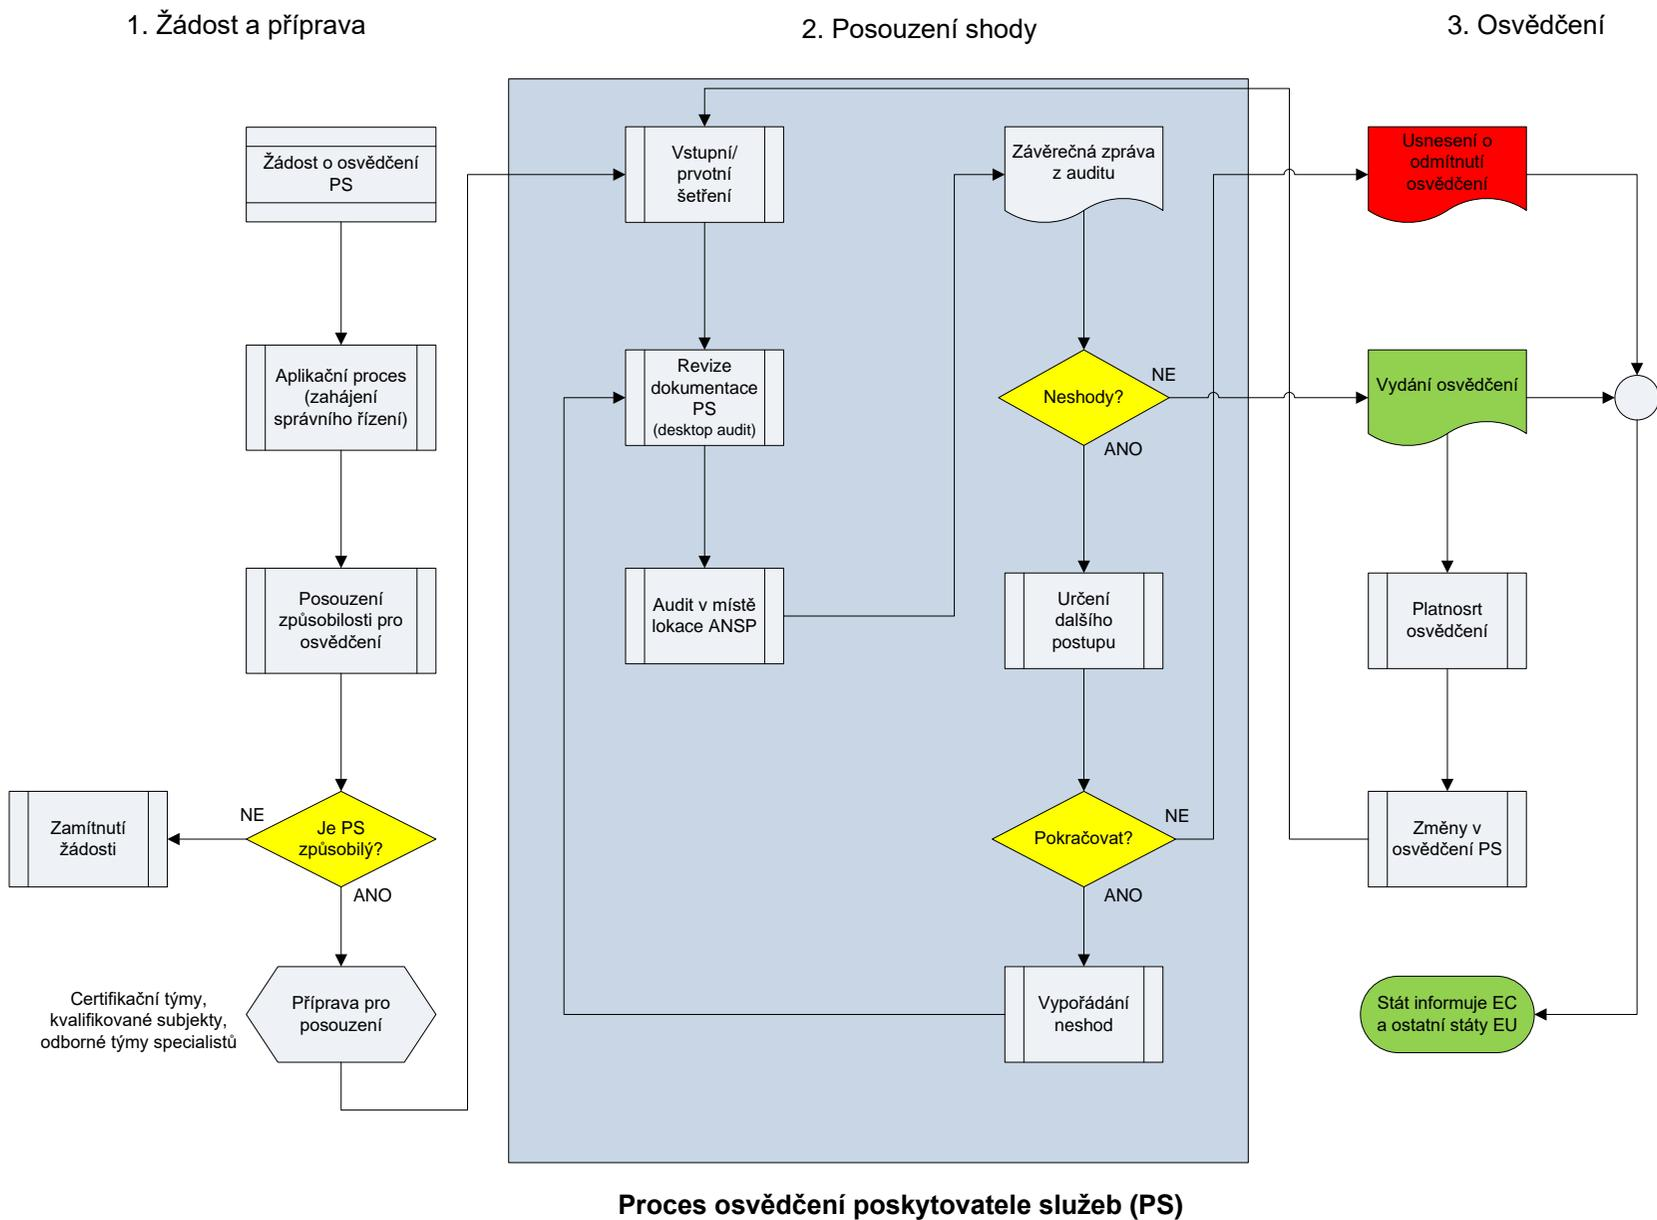 1. Žádost a příprava
2. Posouzení shody
3. Osvědčení
Žádost o osvědčení
PS
Aplikační proces
(zahájení
správního řízení)
Posouzení
způsobilosti pro
osvědčení
Je PS
způsobilý?
NE
ANO
Zamítnutí
žádosti
Příprava pro
posouzení
Certifikační týmy,
kvalifikované subjekty,
odborné týmy specialistů
Vstupní/
prvotní
šetření
Revize
dokumentace
PS
(desktop audit)
Audit v místě
lokace ANSP
Závěrečná zpráva
z auditu
Neshody?
NE
ANO
Určení
dalšího
postupu
Pokračovat?
NE
ANO
Vypořádání
neshod
Usnesení o
odmítnutí
osvědčení
Vydání osvědčení
Platnosrt
osvědčení
Změny v
osvědčení PS
Stát informuje EC
a ostatní státy EU
Proces osvědčení poskytovatele služeb (PS)